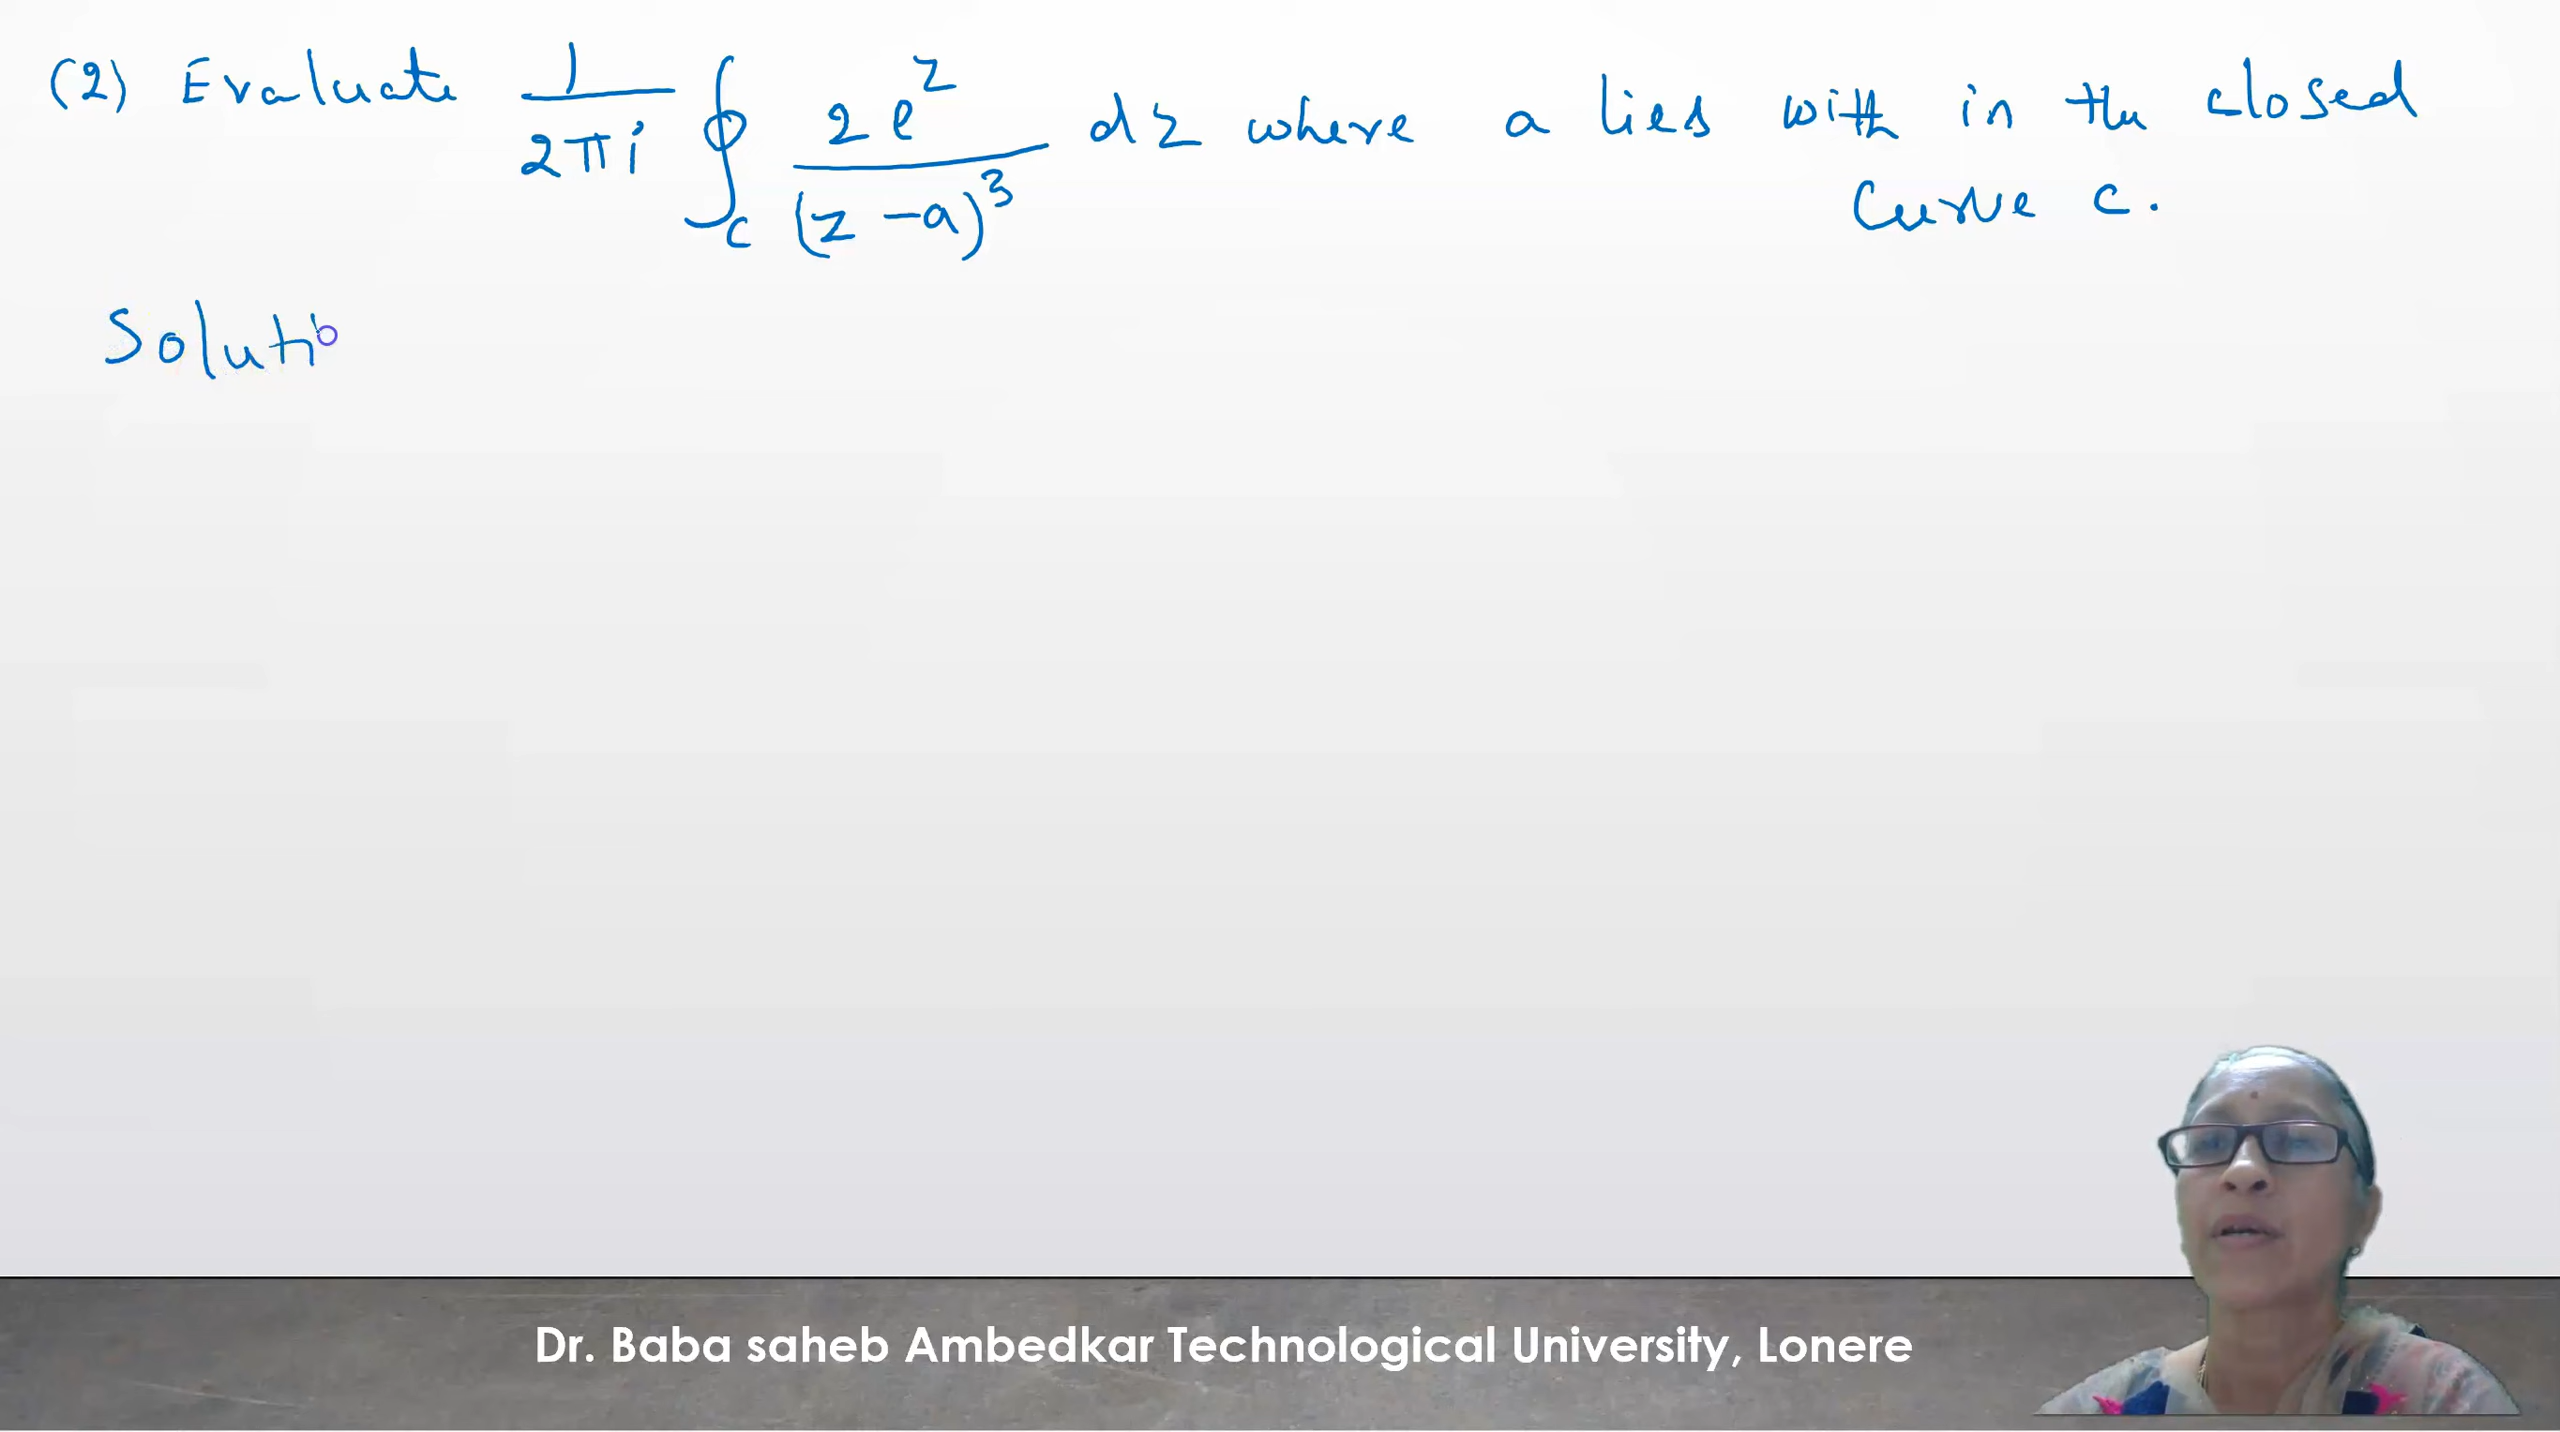 (2) Evaluate 1/2πi ∮_c 2e^z/(z-a)^3 dz where a lies with in the closed
curve c.
Solutio
Dr. Baba saheb Ambedkar Technological University, Lonere